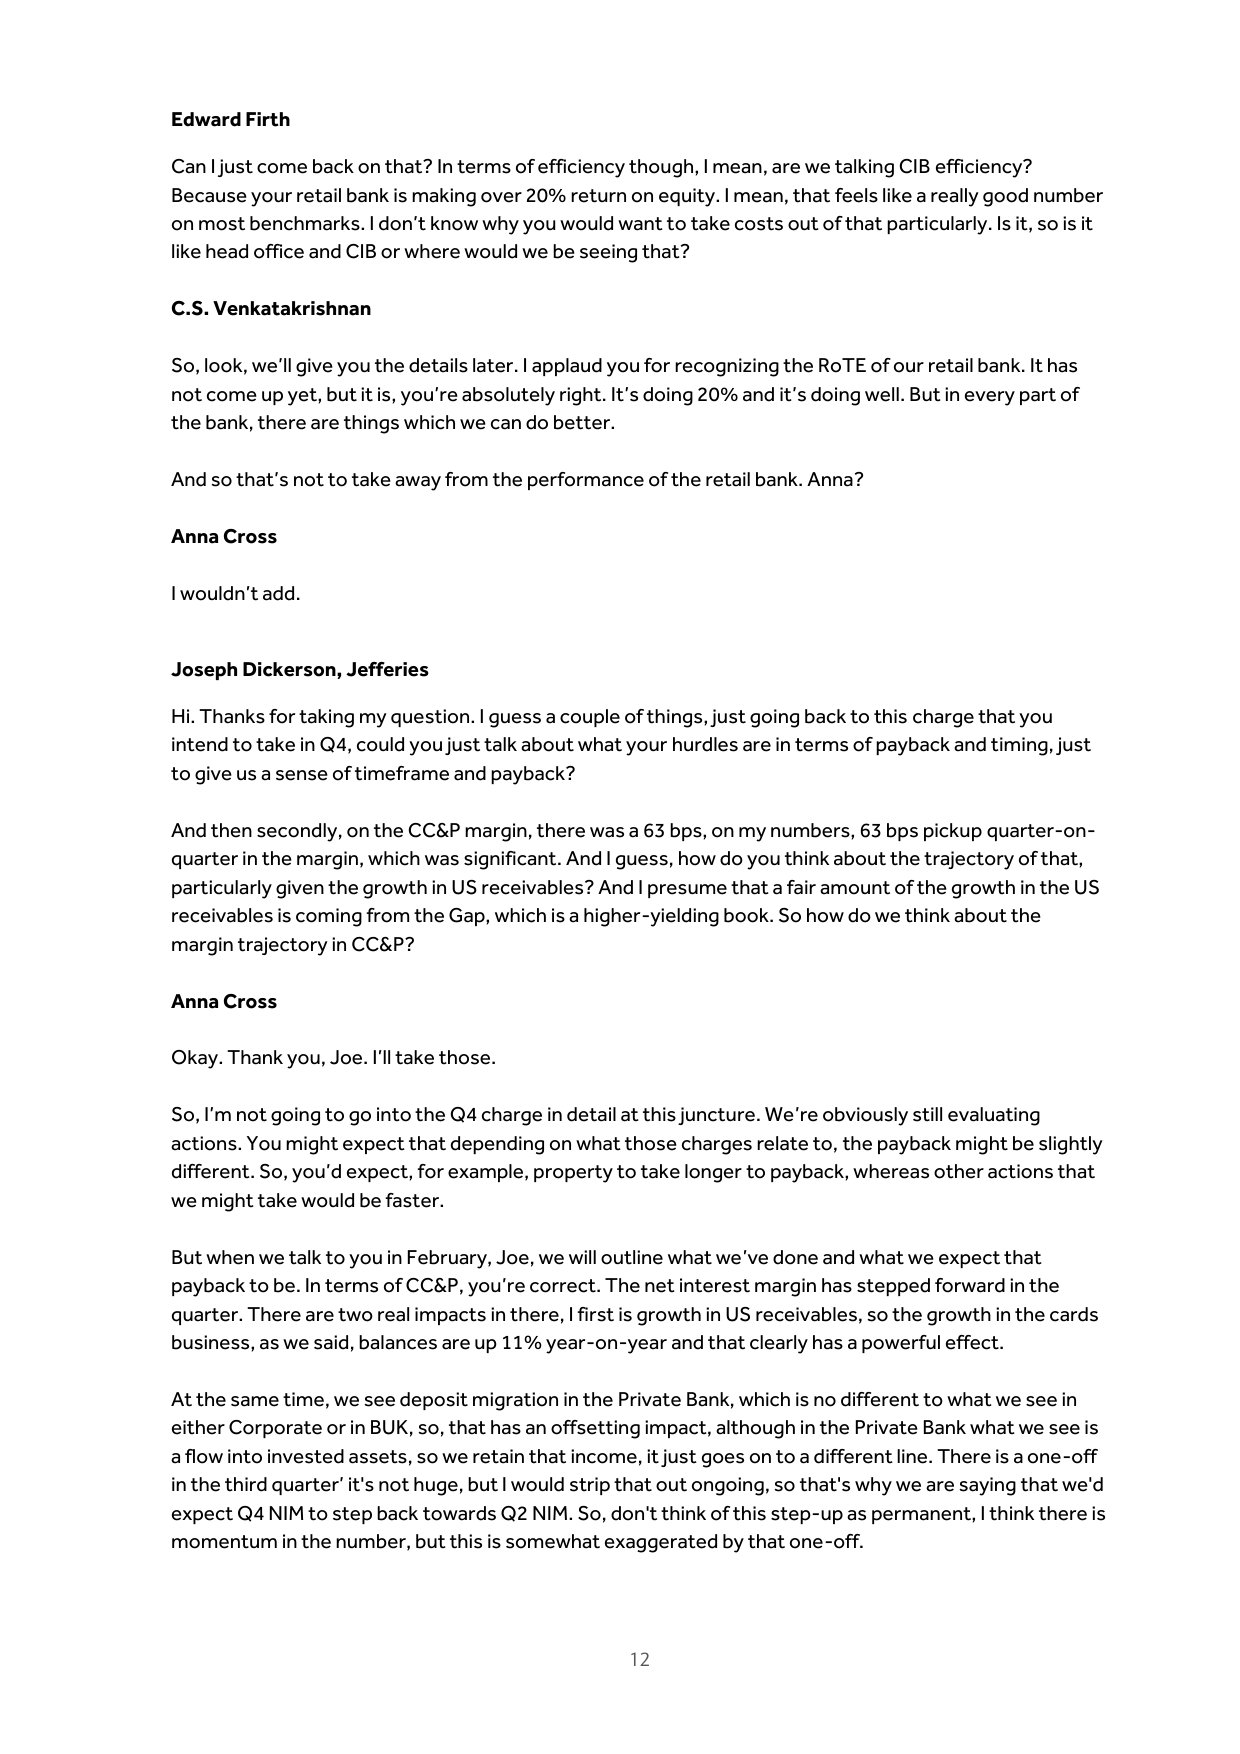 Edward Firth
Can I just come back on that? In terms of efficiency though, I mean, are we talking CIB efficiency?
Because your retail bank is making over 20% return on equity. I mean, that feels like a really good number
on most benchmarks. I don’t know why you would want to take costs out of that particularly. Is it, so is it
like head office and CIB or where would we be seeing that?
C.S. Venkatakrishnan
So, look, we’ll give you the details later. I applaud you for recognizing the RoTE of our retail bank. It has
not come up yet, but it is, you’re absolutely right. It’s doing 20% and it’s doing well. But in every part of
the bank, there are things which we can do better.
And so that’s not to take away from the performance of the retail bank. Anna?
Anna Cross
I wouldn’t add.
Joseph Dickerson, Jefferies
Hi. Thanks for taking my question. I guess a couple of things, just going back to this charge that you
intend to take in Q4, could you just talk about what your hurdles are in terms of payback and timing, just
to give us a sense of timeframe and payback?
And then secondly, on the CC&P margin, there was a 63 bps, on my numbers, 63 bps pickup quarter-on-
quarter in the margin, which was significant. And I guess, how do you think about the trajectory of that,
particularly given the growth in US receivables? And I presume that a fair amount of the growth in the US
receivables is coming from the Gap, which is a higher-yielding book. So how do we think about the
margin trajectory in CC&P?
Anna Cross
Okay. Thank you, Joe. I’ll take those.
So, I’m not going to go into the Q4 charge in detail at this juncture. We’re obviously still evaluating
actions. You might expect that depending on what those charges relate to, the payback might be slightly
different. So, you’d expect, for example, property to take longer to payback, whereas other actions that
we might take would be faster.
But when we talk to you in February, Joe, we will outline what we’ve done and what we expect that
payback to be. In terms of CC&P, you’re correct. The net interest margin has stepped forward in the
quarter. There are two real impacts in there, I first is growth in US receivables, so the growth in the cards
business, as we said, balances are up 11% year-on-year and that clearly has a powerful effect.
At the same time, we see deposit migration in the Private Bank, which is no different to what we see in
either Corporate or in BUK, so, that has an offsetting impact, although in the Private Bank what we see is
a flow into invested assets, so we retain that income, it just goes on to a different line. There is a one-off
in the third quarter’ it's not huge, but I would strip that out ongoing, so that's why we are saying that we'd
expect Q4 NIM to step back towards Q2 NIM. So, don't think of this step-up as permanent, I think there is
momentum in the number, but this is somewhat exaggerated by that one-off.
12